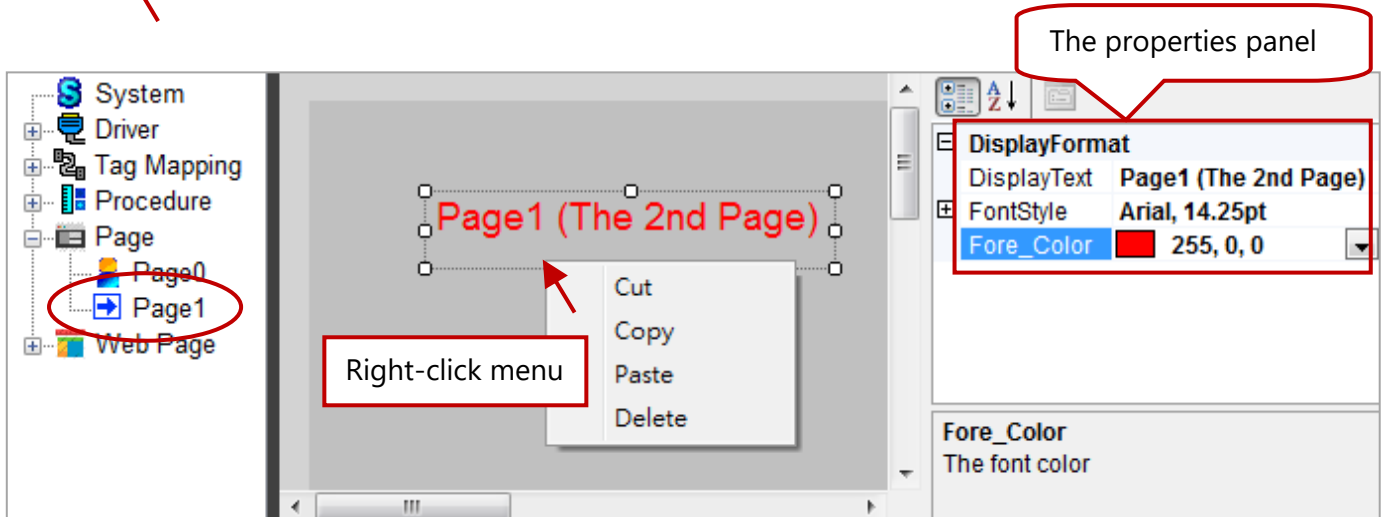 The properties panel
System
Driver
Tag Mapping
Procedure
Page
Page0
Page1
Web Page
Page1 (The 2nd Page)
Right-click menu
Cut
Copy
Paste
Delete
A
Z
DisplayFormat
DisplayText Page1 (The 2nd Page)
FontStyle Arial, 14.25pt
Fore_Color 255, 0, 0
Fore_Color
The font color